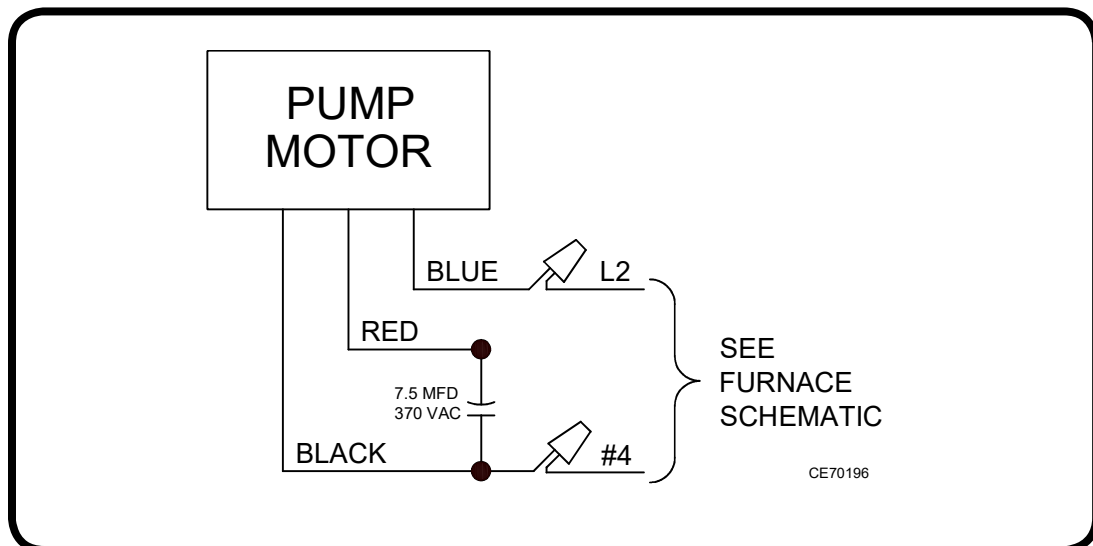 PUMP
MOTOR
BLUE
L2
RED
7.5 MFD
370 VAC
SEE
FURNACE
SCHEMATIC
BLACK
#4
CE70196